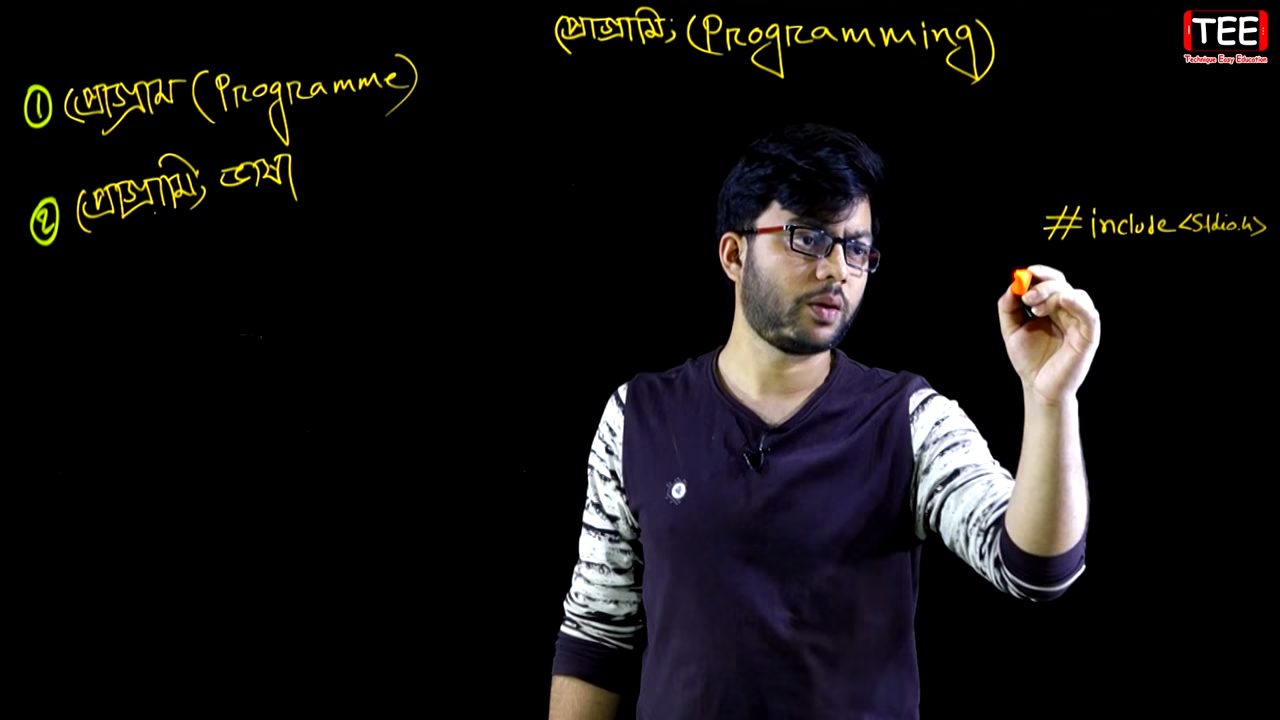 প্রোগ্রামিং (Programming)
TEE
Technique Easy Education
① প্রোগ্রাম (Programme)
② প্রোগ্রামিং ভাষা
#include <Stdio.h>